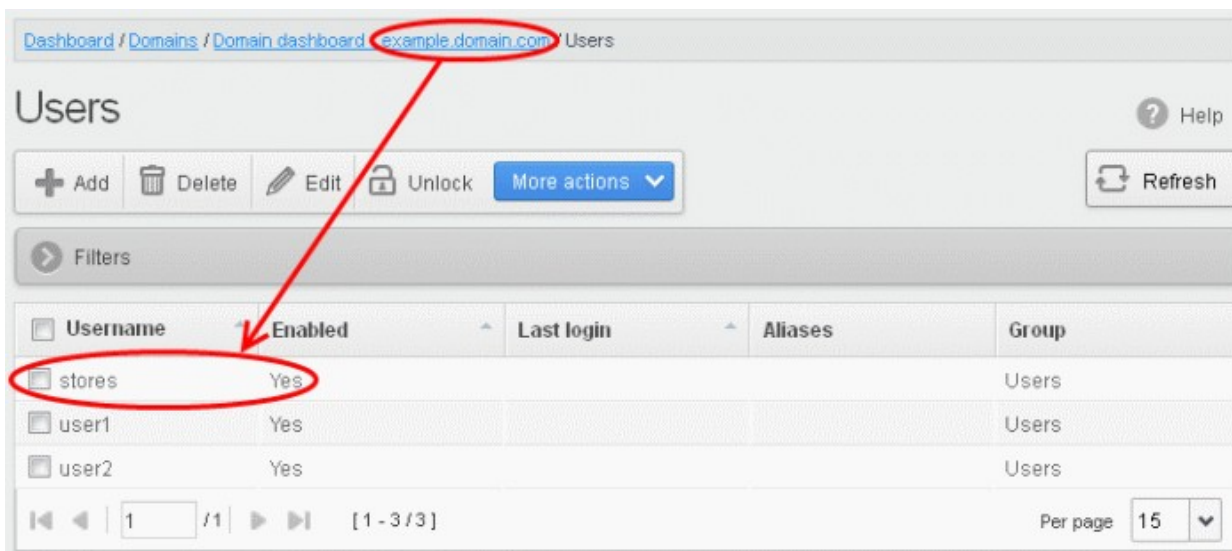 Dashboard / Domains / Domain dashboard - example.domain.com / Users
Users
Help
Add Delete Edit Unlock More actions
Refresh
Filters
Username Enabled Last login Aliases Group
stores Yes Users
user1 Yes Users
user2 Yes Users
1 /1 [ 1 - 3 / 3 ] Per page 15